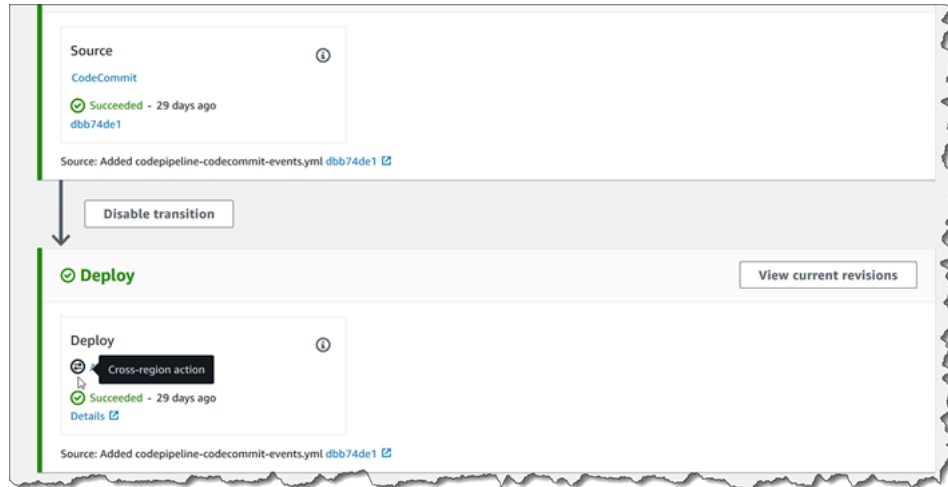 Source
CodeCommit
Succeeded - 29 days ago
dbb74de1
Source: Added codepipeline-codecommit-events.yml dbb74de1
Disable transition
Deploy
View current revisions
Deploy
Cross-region action
Succeeded - 29 days ago
Details
Source: Added codepipeline-codecommit-events.yml dbb74de1